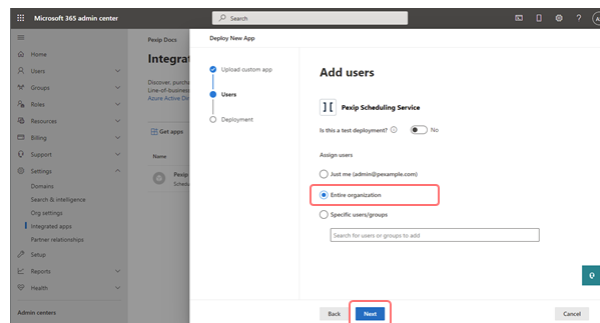 Microsoft 365 admin center
Search
Home
Users
Groups
Roles
Resources
Billing
Support
Settings
Domains
Search & intelligence
Org settings
Integrated apps
Partner relationships
Setup
Reports
Health
Admin centers
Pexip Docs
Integrat
Discover, purcha
Line-of-business
Azure Active Dir
Get apps
Name
Pexip
Schedu
Deploy New App
Upload custom app
Users
Deployment
Add users
Pexip Scheduling Service
Is this a test deployment? No
Assign users
Just me (admin@pexample.com)
Entire organization
Specific users/groups
Search for users or groups to add
Back
Next
Cancel